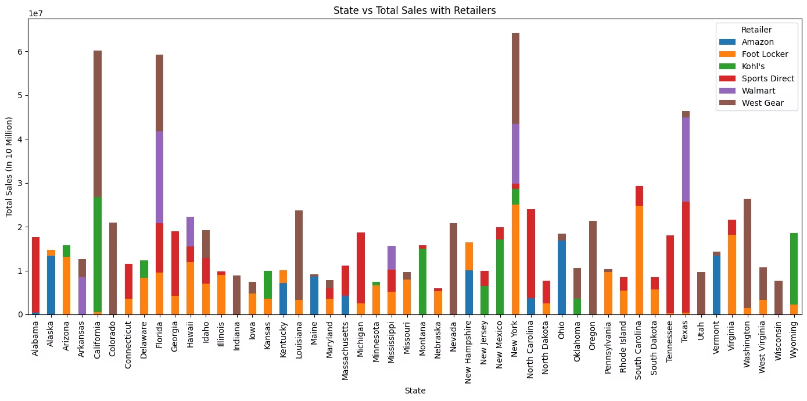 State vs Total Sales with Retailers
1e7
Total Sales (In 10 Million)
6
5
4
3
2
1
0
Retailer
Amazon
Foot Locker
Kohl's
Sports Direct
Walmart
West Gear
Alabama
Alaska
Arizona
Arkansas
California
Colorado
Connecticut
Delaware
Florida
Georgia
Hawaii
Idaho
Illinois
Indiana
Iowa
Kansas
Kentucky
Louisiana
Maine
Maryland
Massachusetts
Michigan
Minnesota
Mississippi
Missouri
Montana
Nebraska
Nevada
New Hampshire
New Jersey
New Mexico
New York
North Carolina
North Dakota
Ohio
Oklahoma
Oregon
Pennsylvania
Rhode Island
South Carolina
South Dakota
Tennessee
Texas
Utah
Vermont
Virginia
Washington
West Virginia
Wisconsin
Wyoming
State